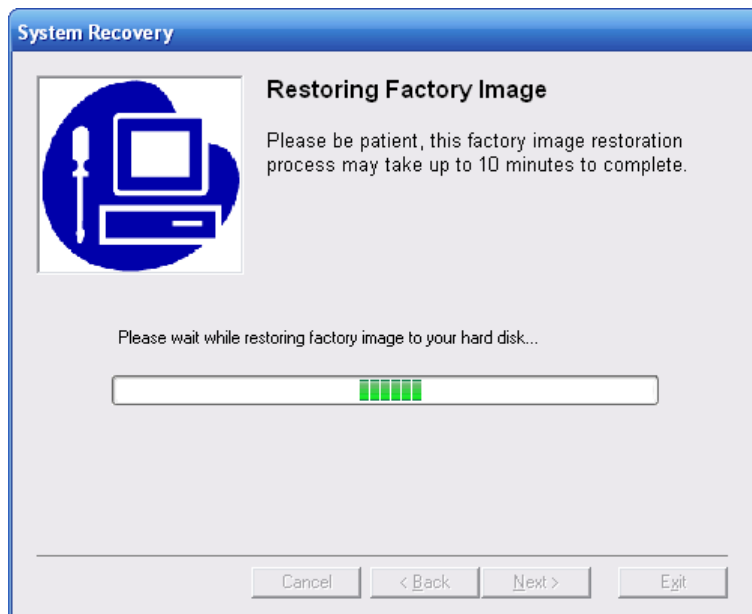 System Recovery
Restoring Factory Image
Please be patient, this factory image restoration
process may take up to 10 minutes to complete.
Please wait while restoring factory image to your hard disk...
Cancel
< Back
Next >
Exit